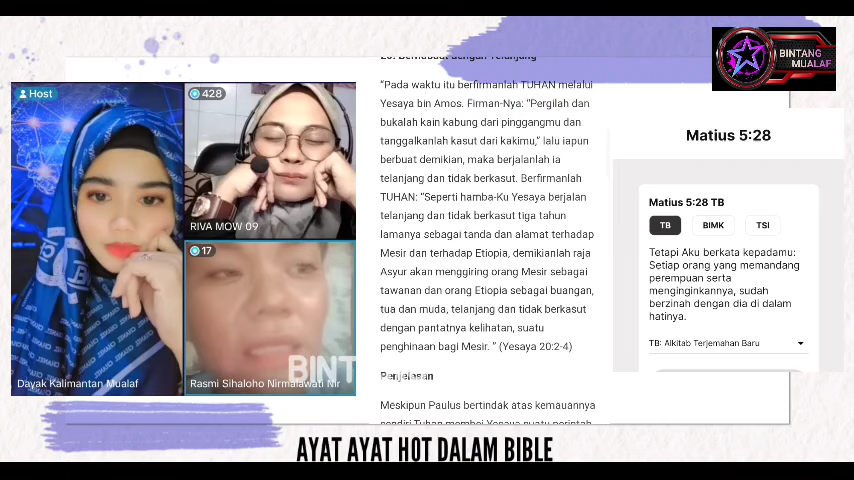 BINTANG
MUALAF
Host
428
RIVA MOW 09
17
BINT
Dayak Kalimantan Mualaf
Rasmi Sihaloho Nirmalawati Nir
“Pada waktu itu berfirmanlah TUHAN melalui
Yesaya bin Amos. Firman-Nya: “Pergilah dan
bukalah kain kabung dari pinggangmu dan
tanggalkanlah kasut dari kakimu,” lalu iapun
berbuat demikian, maka berjalanlah ia
telanjang dan tidak berkasut. Berfirmanlah
TUHAN: “Seperti hamba-Ku Yesaya berjalan
telanjang dan tidak berkasut tiga tahun
lamanya sebagai tanda dan alamat terhadap
Mesir dan terhadap Etiopia, demikianlah raja
Asyur akan menggiring orang Mesir sebagai
tawanan dan orang Etiopia sebagai buangan,
tua dan muda, telanjang dan tidak berkasut
dengan pantatnya kelihatan, suatu
penghinaan bagi Mesir. ” (Yesaya 20:2-4)
Penjelasan
Meskipun Paulus bertindak atas kemauannya
Matius 5:28
Matius 5:28 TB
TB BIMK TSI
Tetapi Aku berkata kepadamu:
Setiap orang yang memandang
perempuan serta
menginginkannya, sudah
berzinah dengan dia di dalam
hatinya.
TB: Alkitab Terjemahan Baru
AYAT AYAT HOT DALAM BIBLE